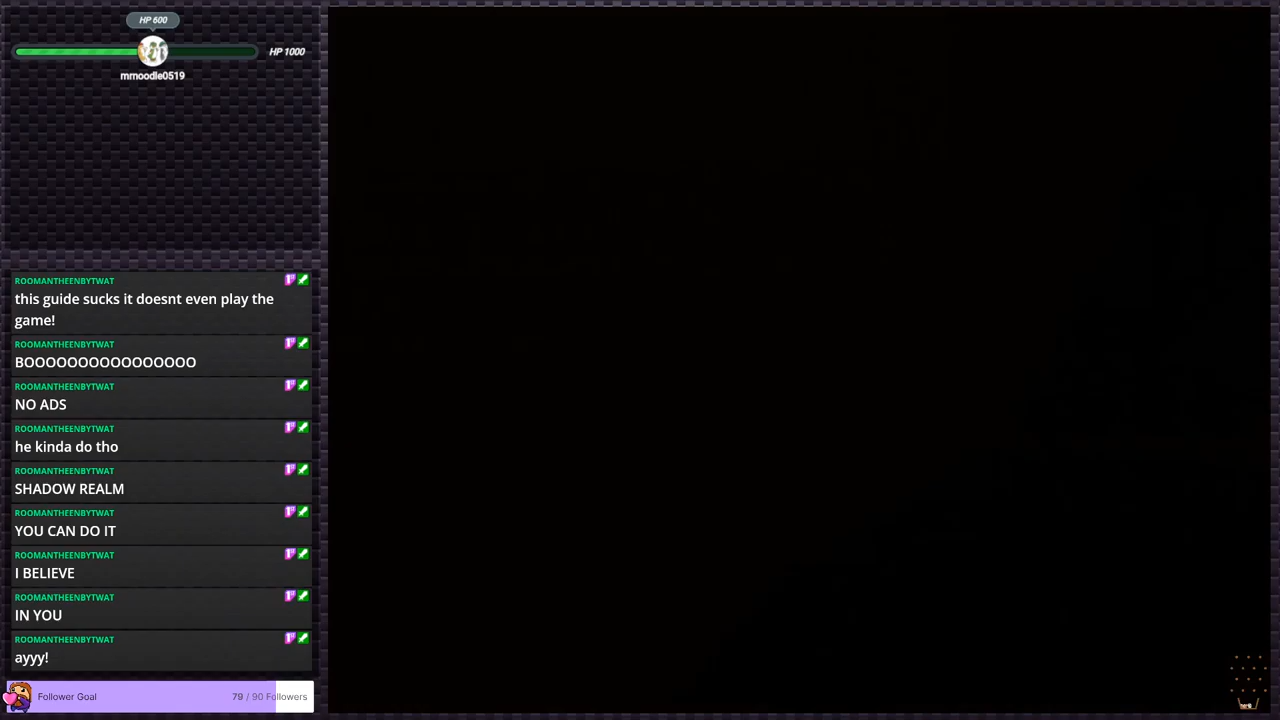 HP 600
HP 1000
mmoodle0519
ROOMANTHEENBYTWAT
this guide sucks it doesnt even play the
game!
ROOMANTHEENBYTWAT
BOOOOOOOOOOOOOOOO
ROOMANTHEENBYTWAT
NO ADS
ROOMANTHEENBYTWAT
he kinda do tho
ROOMANTHEENBYTWAT
SHADOW REALM
ROOMANTHEENBYTWAT
YOU CAN DO IT
ROOMANTHEENBYTWAT
I BELIEVE
ROOMANTHEENBYTWAT
IN YOU
ROOMANTHEENBYTWAT
ayyy!
Follower Goal 79 / 90 Followers